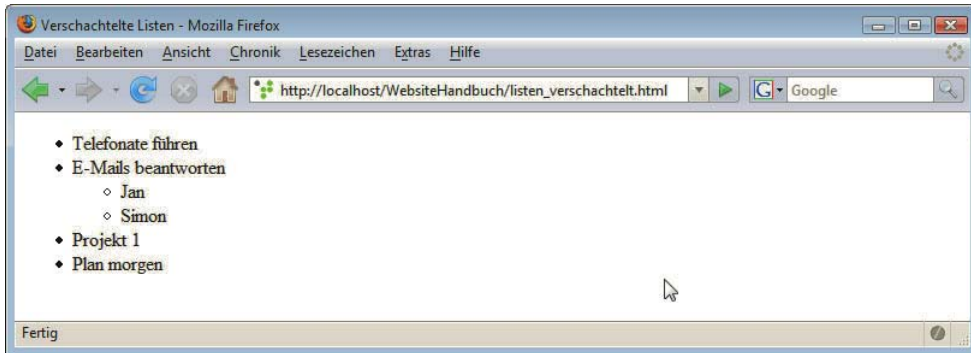 Verschachtelte Listen - Mozilla Firefox
Datei Bearbeiten Ansicht Chronik Lesezeichen Extras Hilfe
http://localhost/WebsiteHandbuch/listen_verschachtelt.html G Google
Telefonate führen
E-Mails beantworten
Jan
Simon
Projekt 1
Plan morgen
Fertig